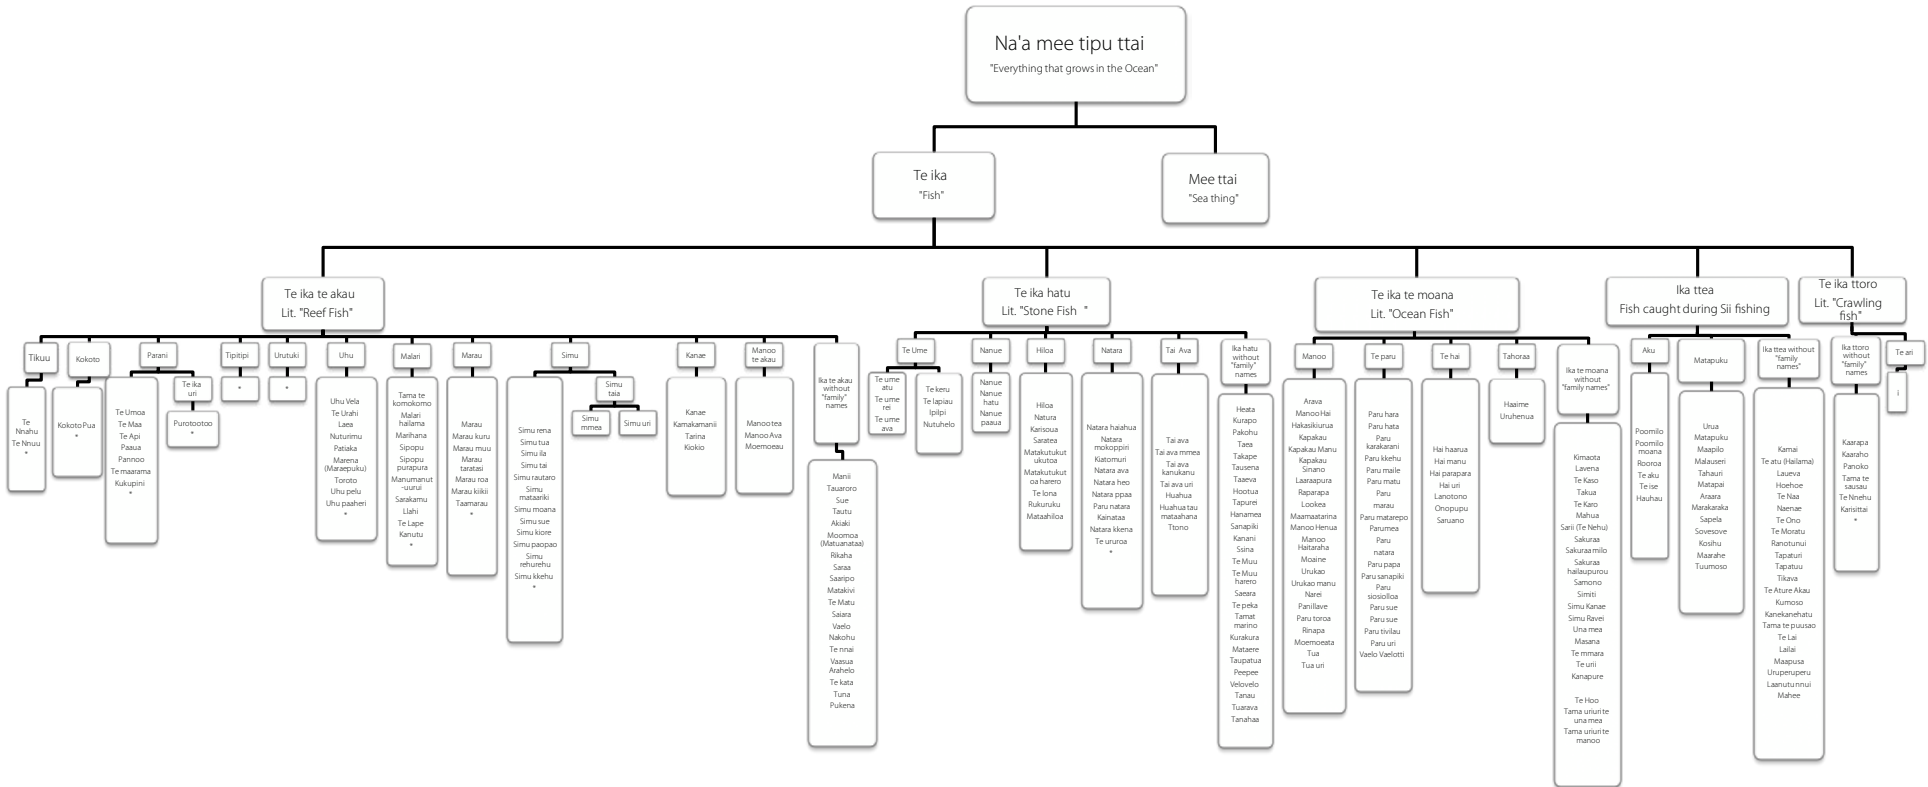 Na'a mee tipu ttai
"Everything that grows in the Ocean"
Te ika
"Fish"
Mee ttai
"Sea thing"
Te ika te akau
Lit. "Reef Fish"
Te ika hatu
Lit. "Stone Fish "
Te ika te moana
Lit. "Ocean Fish"
Ika ttea
Fish caught during Sii fishing
Te ika ttoro
Lit. "Crawling
fish"
Tikuu
Te
Nnahu
Te Nnuu
*
Kokoto
Kokoto Pua
*
Parani
Te Umoa
Te Maa
Te Api
Paaua
Pannoo
Te maarama
Kukupini
*
Te ika
uri
Purotootoo
*
Tipitipi
*
Urutuki
*
Uhu
Uhu Vela
Te Urahi
Laea
Nuturimu
Patiaka
Marena
(Maraepuku)
Toroto
Uhu pelu
Uhu paaheri
*
Malari
Tama te
komokomo
Malari
hailama
Marihana
Sipopu
Sipopu
purapura
Manumanut
-uurui
Sarakamu
Llahi
Te Lape
Kanutu
*
Marau
Marau
Marau kuru
Marau muu
Marau
taratasi
Marau roa
Marau kiikii
Taamarau
*
Simu
Simu rena
Simu tua
Simu ila
Simu tai
Simu rautaro
Simu
mataariki
Simu moana
Simu sue
Simu kiore
Simu paopao
Simu
rehurehu
Simu kkehu
*
Simu
taia
Simu
mmea
Simu uri
Kanae
Kanae
Kamakamanii
Tarina
Kiokio
Manoo
te akau
Manoo tea
Manoo Ava
Moemoeau
Ika te akau
without
"family"
names
Manii
Tauaroro
Sue
Tautu
Akiaki
Moomoa
(Matuanataa)
Rikaha
Saraa
Saaripo
Matakivi
Te Matu
Saiara
Vaelo
Nakohu
Te nnai
Vaasua
Arahelo
Te kata
Tuna
Pukena
Te Ume
Te ume
atu
Te ume
rei
Te ume
ava
Te keru
Te lapiau
Ipilpi
Nutuhelo
Nanue
Nanue
Nanue
hatu
Nanue
paaua
Hiloa
Hiloa
Natura
Karisoua
Saratea
Matakutukut
ukutoa
Matakutukut
oa harero
Te Iona
Rukuruku
Mataahiloa
Natara
Natara haiahua
Natara
mokoppiri
Kiatomuri
Natara ava
Natara heo
Natara ppaa
Paru natara
Kainataa
Natara kkena
Te ururoa
*
Tai Ava
Tai ava
Tai ava mmea
Tai ava
kanukanu
Tai ava uri
Huahua
Huahua tau
mataahana
Ttono
Ika hatu
without
"family"
names
Heata
Kurapo
Pakohu
Taea
Takape
Tausena
Taaeva
Hootua
Tapurei
Hanamea
Sanapiki
Kanani
Ssina
Te Muu
Te Muu
harero
Saeara
Te peka
Tamat
marino
Kurakura
Mataere
Taupatua
Peepee
Velovelo
Tanau
Tuarava
Tanahaa
Manoo
Arava
Manoo Hai
Hakasikiurua
Kapakau
Kapakau Manu
Kapakau
Sinano
Laaraapura
Raparapa
Lookea
Maamaatarina
Manoo Henua
Manoo
Haitaraha
Moaine
Urukao
Urukao manu
Narei
Panillave
Paru toroa
Rinapa
Moemoeata
Tua
Tua uri
Te paru
Paru hara
Paru hata
Paru
karakarani
Paru kkehu
Paru maile
Paru matu
Paru
marau
Paru matarepo
Parumea
Paru
natara
Paru papa
Paru sanapiki
Paru
siosiolloa
Paru sue
Paru sue
Paru tivilau
Paru uri
Vaelo Vaelotti
Te hai
Hai haarua
Hai manu
Hai parapara
Hai uri
Lanotono
Onopupu
Saruano
Tahoraa
Haaime
Uruhenua
Ika te moana
without
"family names"
Kimaota
Lavena
Te Kaso
Takua
Te Karo
Mahua
Sarii (Te Nehu)
Sakuraa
Sakuraa milo
Sakuraa
hailaupurou
Samono
Simiti
Simu Kanae
Simu Ravei
Una mea
Masana
Te mmara
Te urii
Kanapure
Te Hoo
Tama uriuri te
una mea
Tama uriuri te
manoo
Aku
Poomilo
Poomilo
moana
Rooroa
Te aku
Te ise
Hauhau
Matapuku
Urua
Matapuku
Maapilo
Malauseri
Tahauri
Matapai
Araara
Marakaraka
Sapela
Sovesove
Kosihu
Maarahe
Tuumoso
Ika ttea without
"family
names"
Kamai
Te atu (Hailama)
Laueva
Hoehoe
Te Naa
Naenae
Te Ono
Te Moratu
Ranotunui
Tapaturi
Tapatuu
Tikava
Te Ature Akau
Kumoso
Kanekanehatu
Tama te puusao
Te Lai
Lailai
Maapusa
Uruperuperu
Laanutu nnui
Mahee
Ika ttoro
without
"family"
names
Kaarapa
Kaaraho
Panoko
Tama te
sausau
Te Nnehu
Karisittai
*
Te ari
i